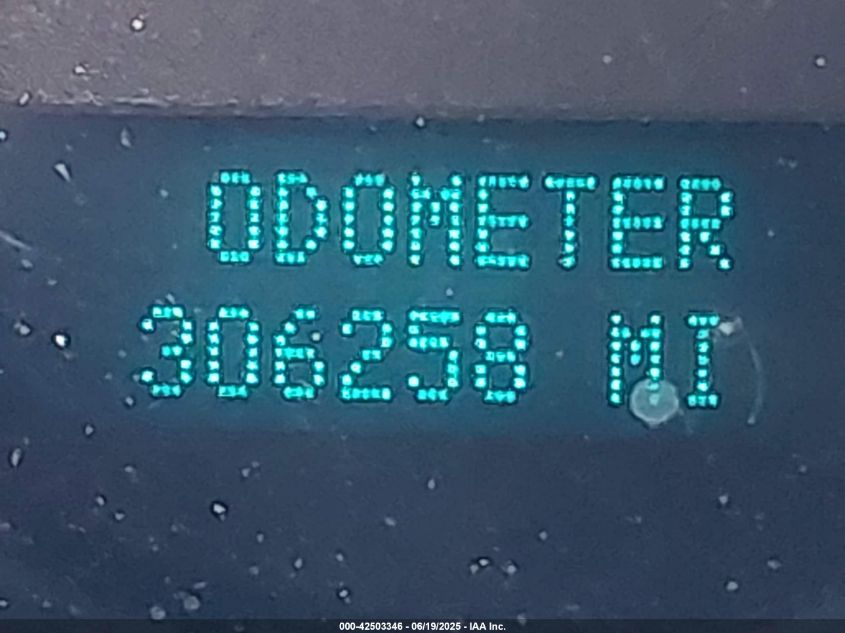 ODOMETER
306258 MI
000-42503346 - 06/19/2025 - IAA Inc.